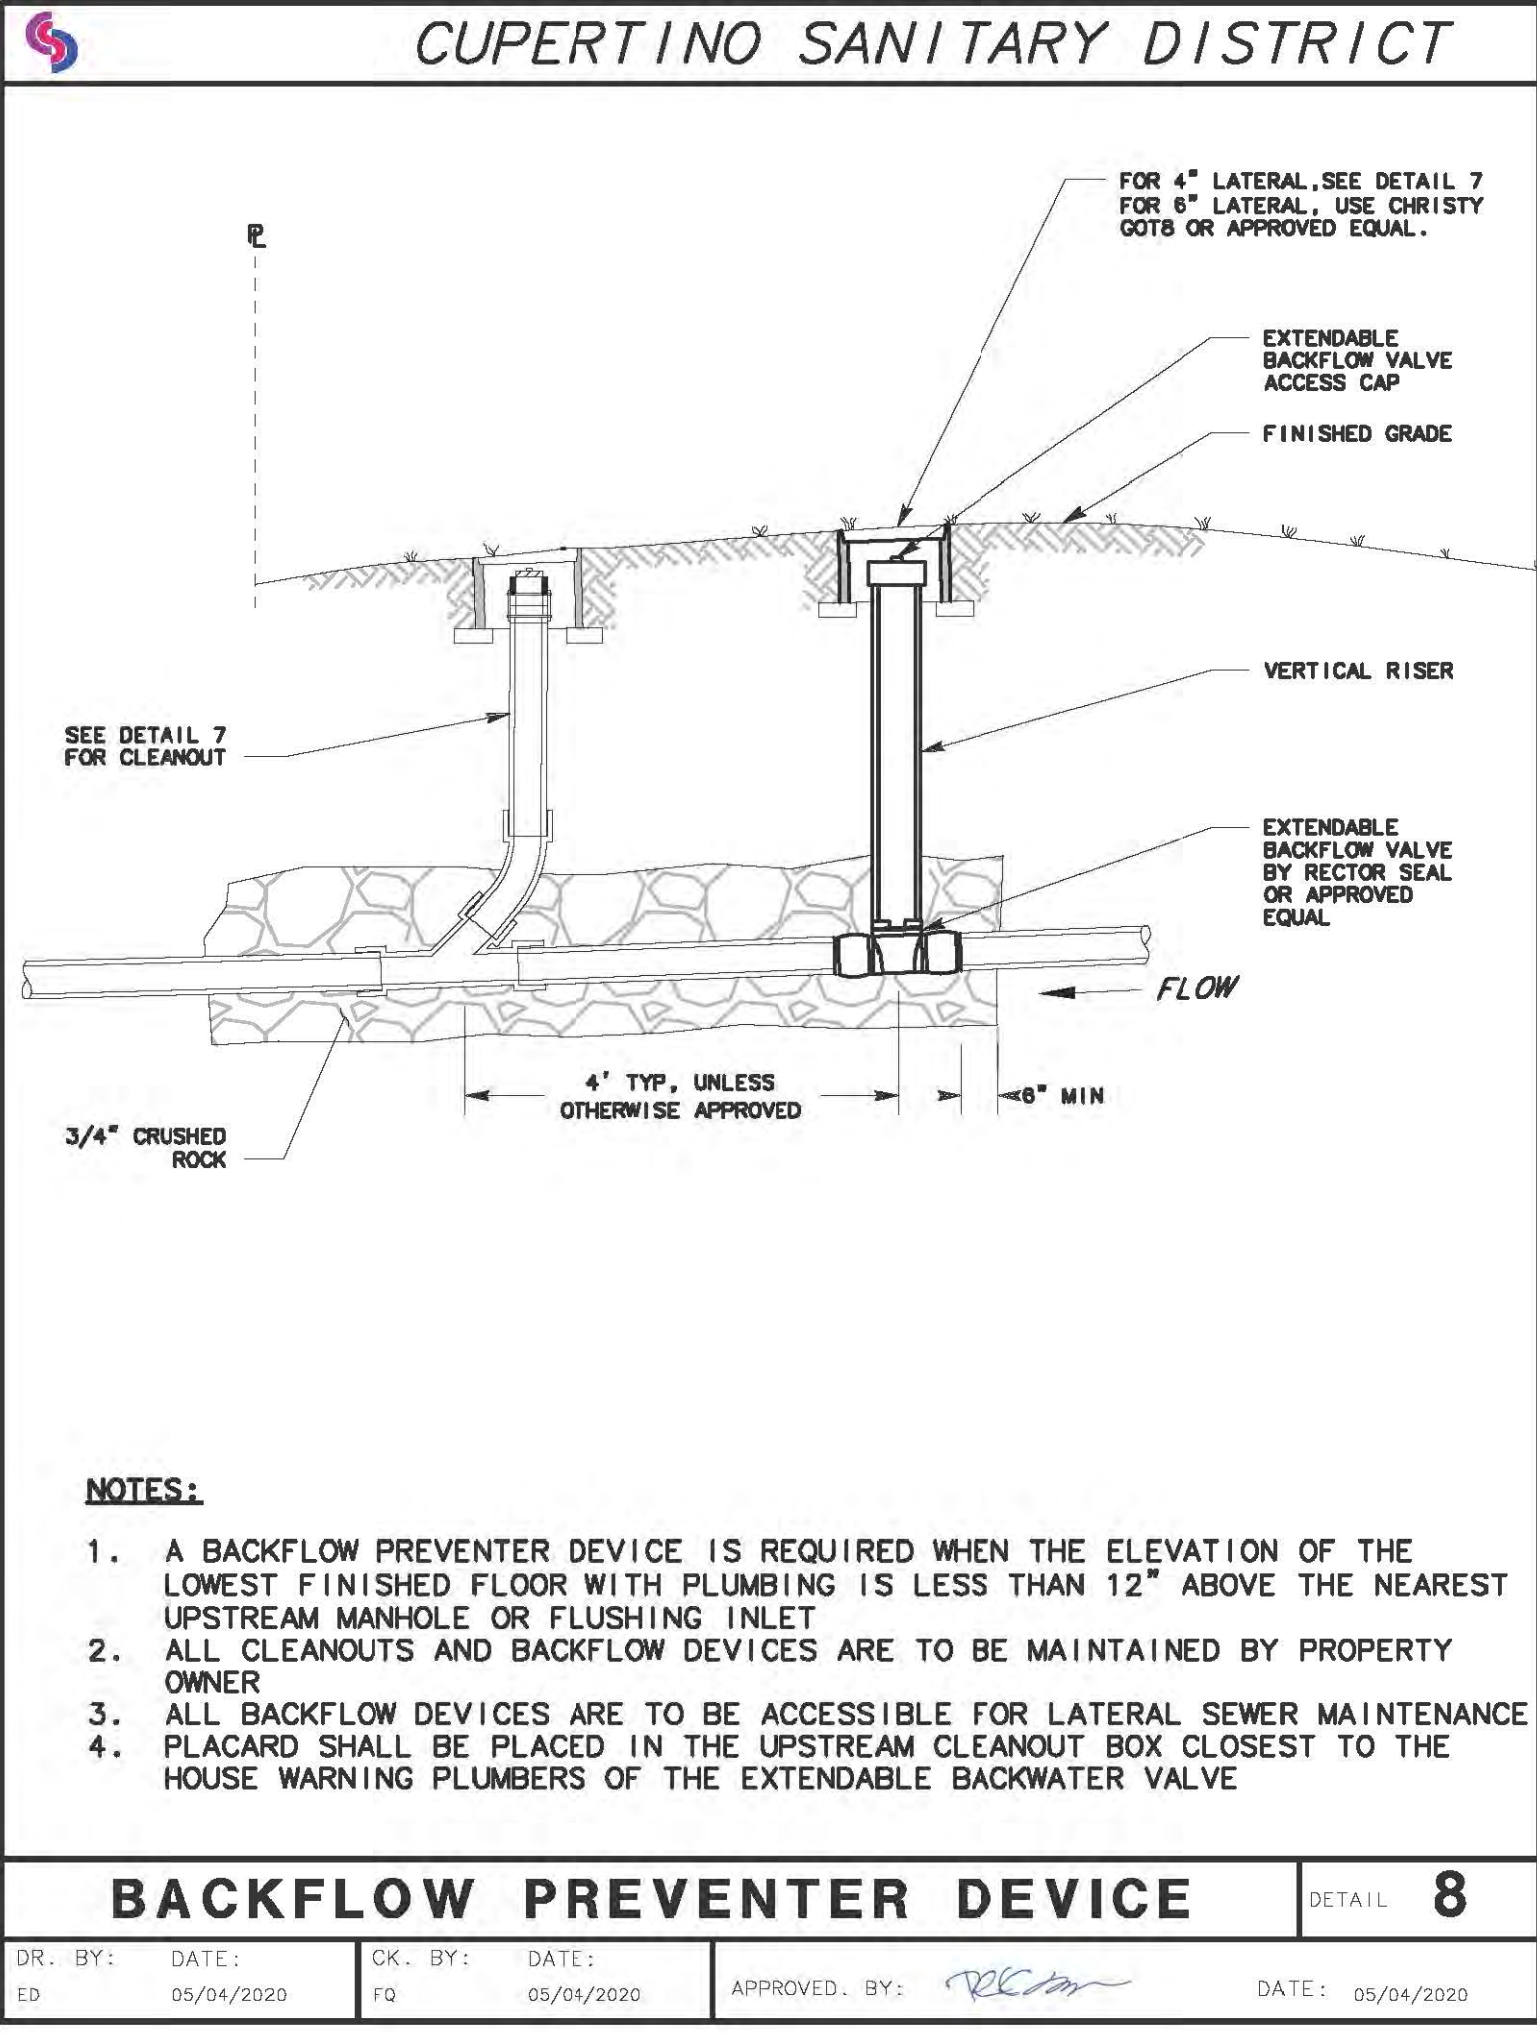 CUPERTINO SANITARY DISTRICT
FOR 4" LATERAL,SEE DETAIL 7
FOR 6" LATERAL, USE CHRISTY
G0T8 OR APPROVED EQUAL.
PL
EXTENDABLE
BACKFLOW VALVE
ACCESS CAP
FINISHED GRADE
VERTICAL RISER
SEE DETAIL 7
FOR CLEANOUT
EXTENDABLE
BACKFLOW VALVE
BY RECTOR SEAL
OR APPROVED
EQUAL
FLOW
4' TYP, UNLESS
OTHERWISE APPROVED
6" MIN
3/4" CRUSHED
ROCK
NOTES:
1. A BACKFLOW PREVENTER DEVICE IS REQUIRED WHEN THE ELEVATION OF THE
LOWEST FINISHED FLOOR WITH PLUMBING IS LESS THAN 12" ABOVE THE NEAREST
UPSTREAM MANHOLE OR FLUSHING INLET
2. ALL CLEANOUTS AND BACKFLOW DEVICES ARE TO BE MAINTAINED BY PROPERTY
OWNER
3. ALL BACKFLOW DEVICES ARE TO BE ACCESSIBLE FOR LATERAL SEWER MAINTENANCE
4. PLACARD SHALL BE PLACED IN THE UPSTREAM CLEANOUT BOX CLOSEST TO THE
HOUSE WARNING PLUMBERS OF THE EXTENDABLE BACKWATER VALVE
BACKFLOW PREVENTER DEVICE
DETAIL 8
DR. BY: DATE:
ED 05/04/2020
CK. BY: DATE:
FQ 05/04/2020
APPROVED. BY:
DATE: 05/04/2020